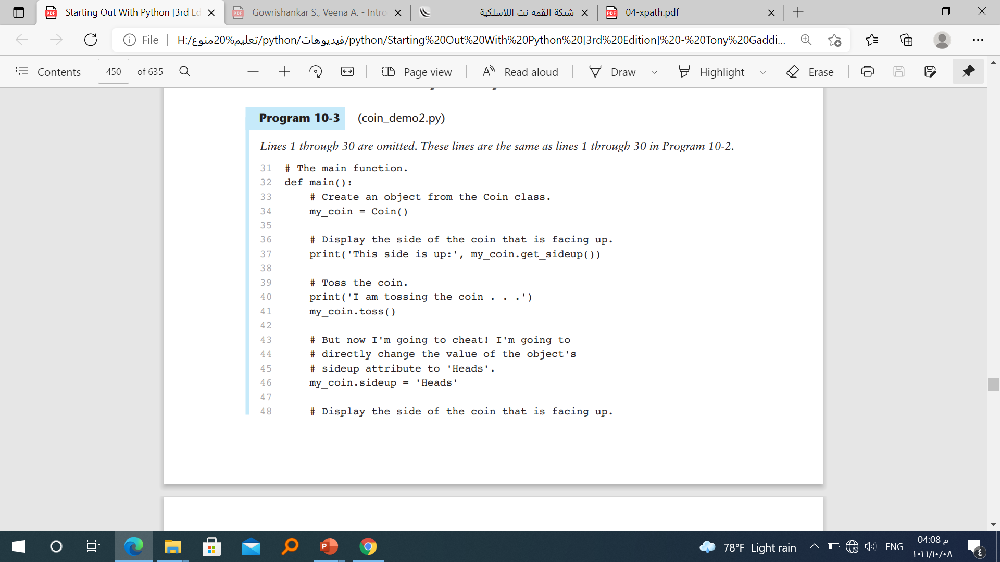 Starting Out With Python [3rd Ed
Gowrishankar S., Veena A. - Intro
شبكة القمه نت اللاسلكية
04-xpath.pdf
File
H:/تعليم%20منوع/python/فيديوهات/python/Starting%20Out%20With%20Python%20[3rd%20Edition]%20-%20Tony%20Gaddi...
Contents
450 of 635
Page view
Read aloud
Draw
Highlight
Erase
Program 10-3 (coin_demo2.py)
Lines 1 through 30 are omitted. These lines are the same as lines 1 through 30 in Program 10-2.
31 # The main function.
32 def main():
33 # Create an object from the Coin class.
34 my_coin = Coin()
35
36 # Display the side of the coin that is facing up.
37 print('This side is up:', my_coin.get_sideup())
38
39 # Toss the coin.
40 print('I am tossing the coin . . .')
41 my_coin.toss()
42
43 # But now I'm going to cheat! I'm going to
44 # directly change the value of the object's
45 # sideup attribute to 'Heads'.
46 my_coin.sideup = 'Heads'
47
48 # Display the side of the coin that is facing up.
78°F Light rain
ENG
04:08 م
٢٠٢١/١٠/٠٨
٤